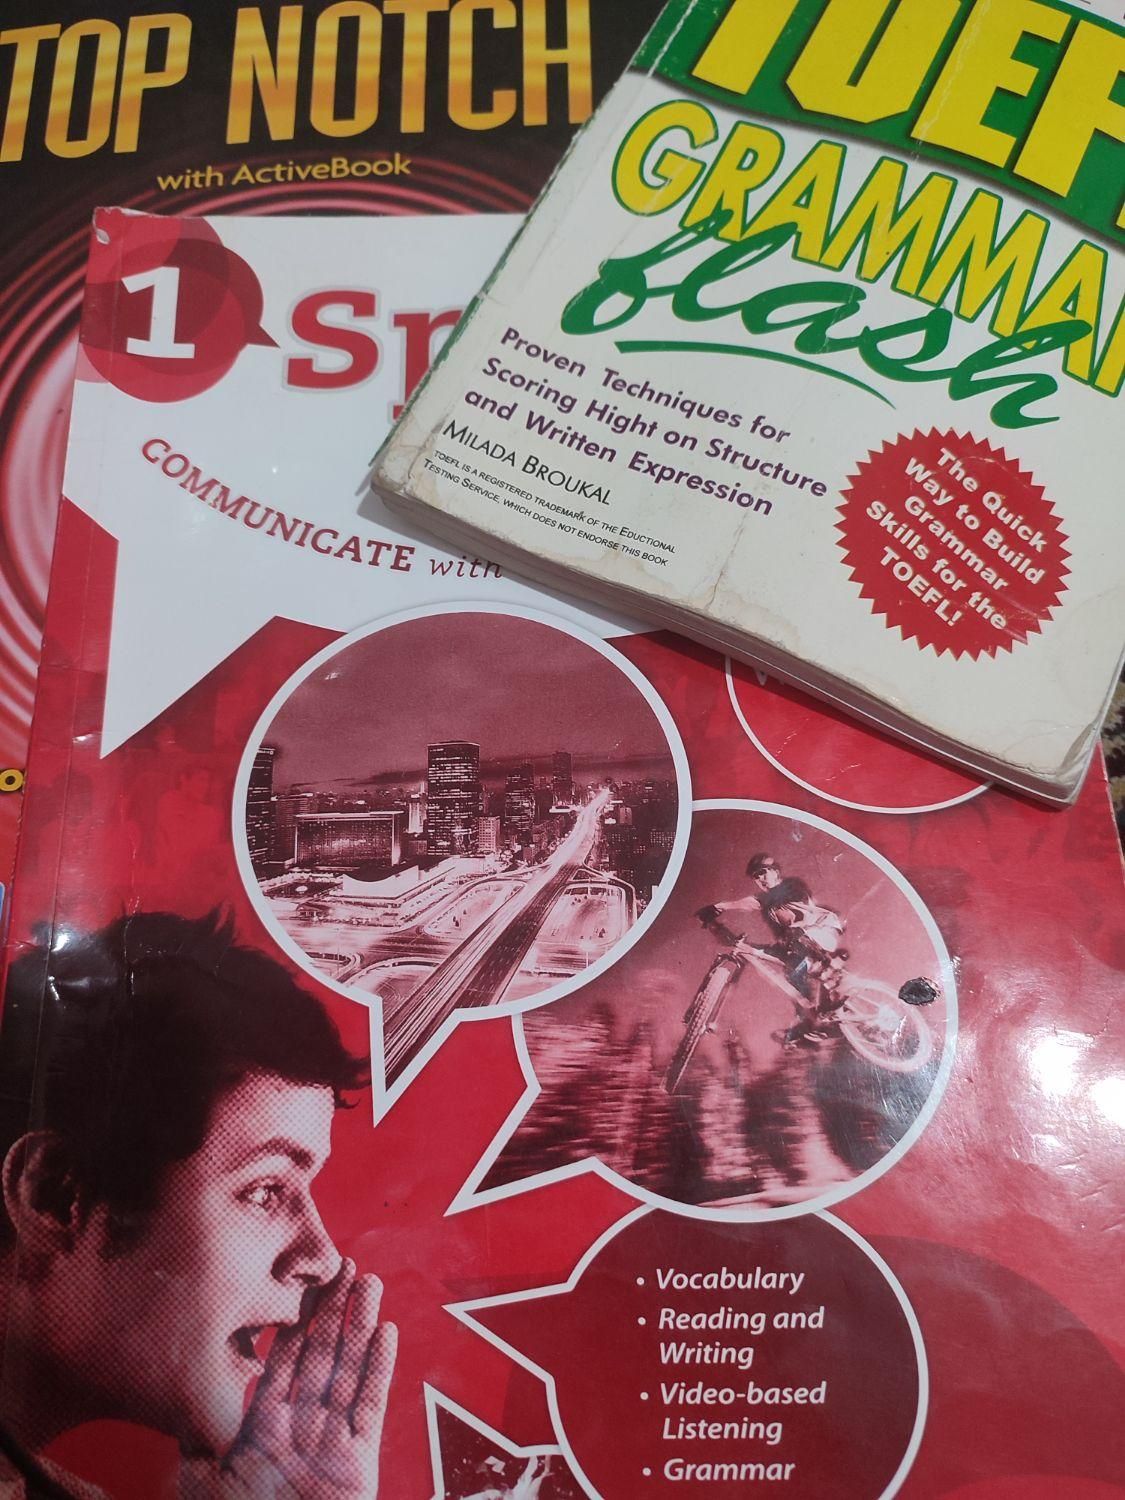 TOP NOTCH
with ActiveBook
GRAMMAR
flash
Proven Techniques for
Scoring Hight on Structure
and Written Expression
MILADA BROUKAL
TOEFL IS A REGISTERED TRADEMARK OF THE EDUCTIONAL
TESTING SERVICE, WHICH DOES NOT ENDORSE THIS BOOK
The Quick
Way to Build
Grammar
Skills for the
TOEFL!
1
COMMUNICATE with
• Vocabulary
• Reading and
Writing
• Video-based
Listening
• Grammar